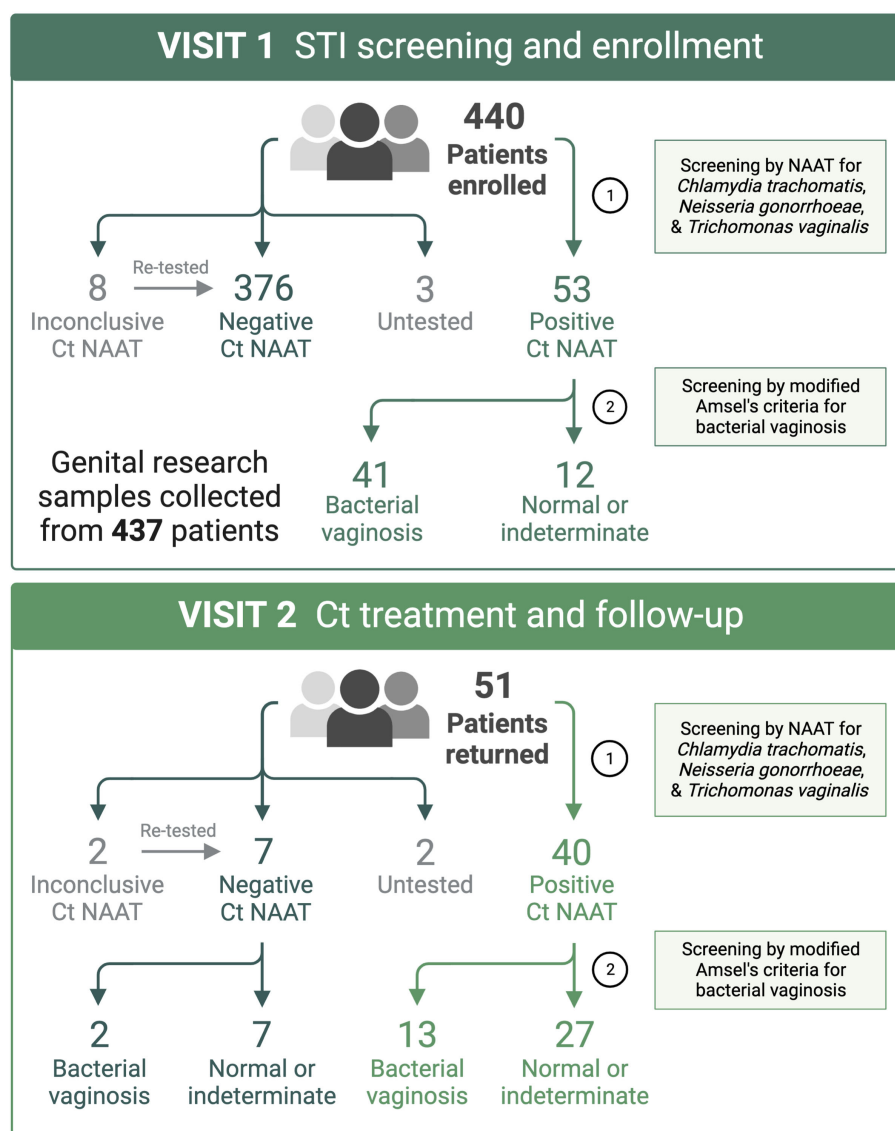 VISIT 1 STI screening and enrollment
440
Patients
enrolled
1
Screening by NAAT for
Chlamydia trachomatis,
Neisseria gonorrhoeae,
& Trichomonas vaginalis
8
Inconclusive
Ct NAAT
Re-tested
376
Negative
Ct NAAT
3
Untested
53
Positive
Ct NAAT
2
Screening by modified
Amsel's criteria for
bacterial vaginosis
Genital research
samples collected
from 437 patients
41
Bacterial
vaginosis
12
Normal or
indeterminate
VISIT 2 Ct treatment and follow-up
51
Patients
returned
1
Screening by NAAT for
Chlamydia trachomatis,
Neisseria gonorrhoeae,
& Trichomonas vaginalis
2
Inconclusive
Ct NAAT
Re-tested
7
Negative
Ct NAAT
2
Untested
40
Positive
Ct NAAT
2
Screening by modified
Amsel's criteria for
bacterial vaginosis
2
Bacterial
vaginosis
7
Normal or
indeterminate
13
Bacterial
vaginosis
27
Normal or
indeterminate